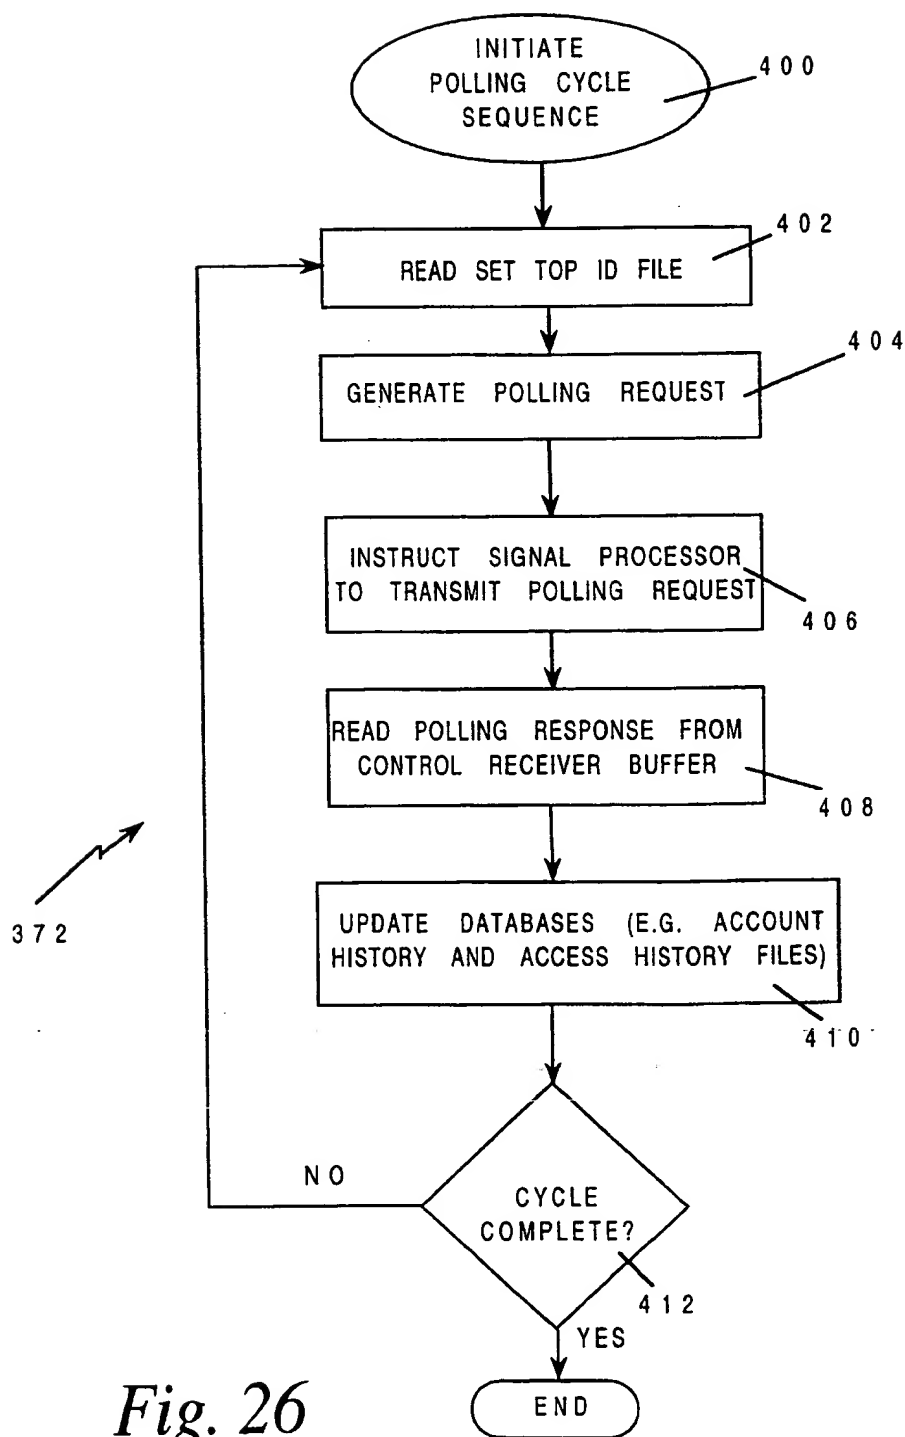 INITIATE
POLLING CYCLE
SEQUENCE
400
402
READ SET TOP ID FILE
404
GENERATE POLLING REQUEST
INSTRUCT SIGNAL PROCESSOR
TO TRANSMIT POLLING REQUEST
406
READ POLLING RESPONSE FROM
CONTROL RECEIVER BUFFER
408
372
UPDATE DATABASES (E.G. ACCOUNT
HISTORY AND ACCESS HISTORY FILES)
410
NO
CYCLE
COMPLETE?
412
YES
END
Fig. 26